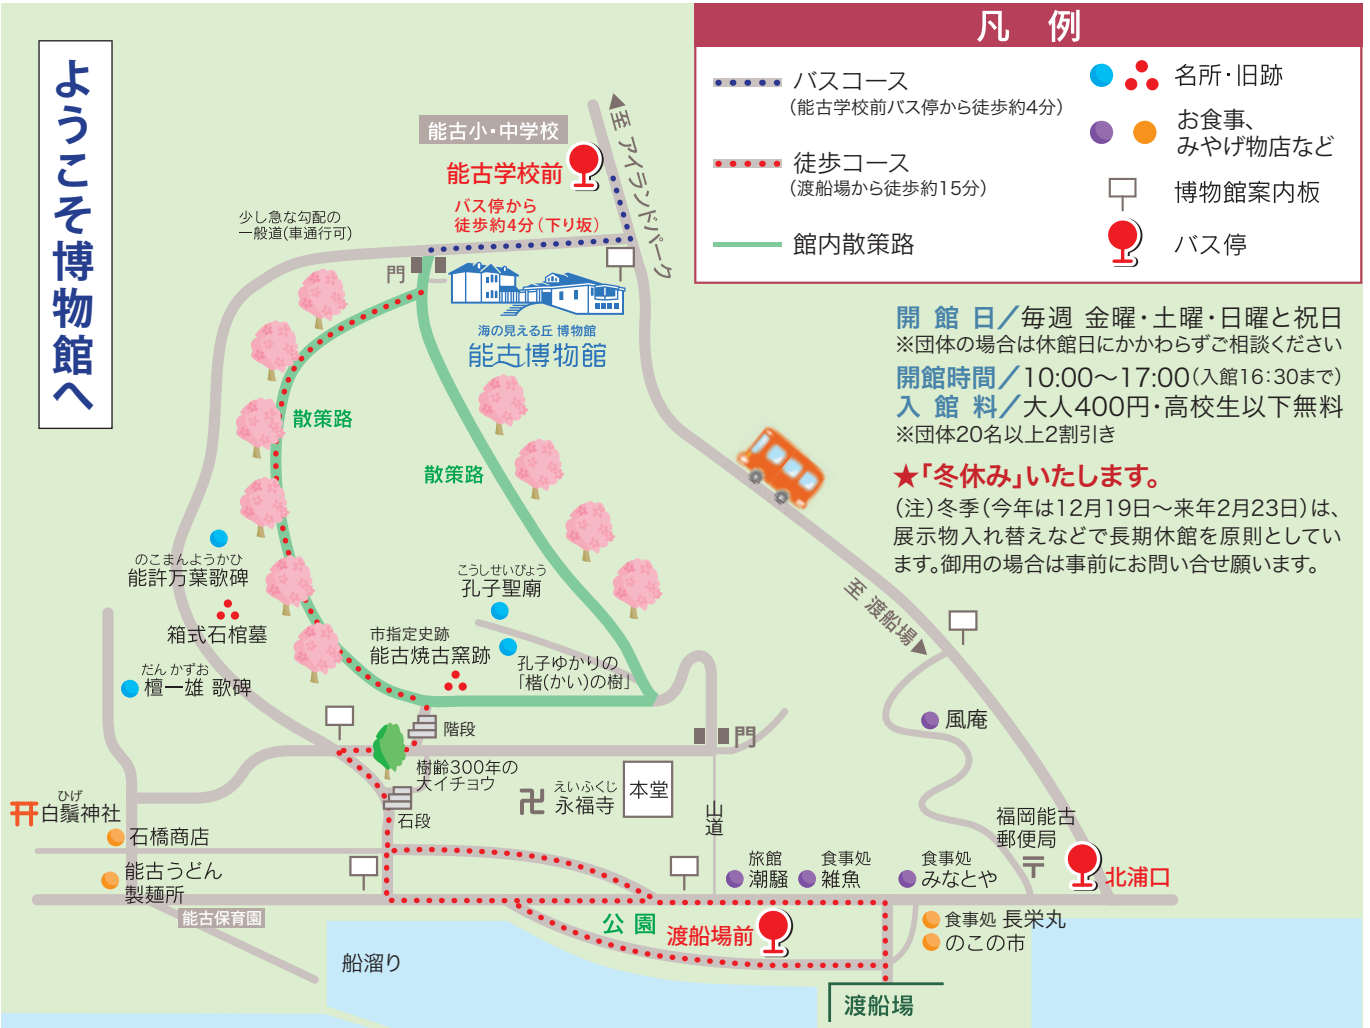 ようこそ博物館へ
凡 例
バスコース
(能古学校前バス停から徒歩約4分)
徒歩コース
(渡船場から徒歩約15分)
館内散策路
名所・旧跡
お食事、
みやげ物店など
博物館案内板
バス停
開 館 日/毎週 金曜・土曜・日曜と祝日
※団体の場合は休館日にかかわらずご相談ください
開館時間/10:00〜17:00(入館16:30まで)
入 館 料/大人400円・高校生以下無料
※団体20名以上2割引き
★「冬休み」いたします。
(注)冬季(今年は12月19日〜来年2月23日)は、
展示物入れ替えなどで長期休館を原則としてい
ます。御用の場合は事前にお問い合せ願います。
能古小・中学校
能古学校前
バス停から
徒歩約4分(下り坂)
至 アイランドパーク
少し急な勾配の
一般道(車通行可)
門
海の見える丘 博物館
能古博物館
散策路
散策路
のこまんようかひ
能許万葉歌碑
箱式石棺墓
だん かずお
檀一雄 歌碑
こうしせいびょう
孔子聖廟
市指定史跡
能古焼古窯跡
孔子ゆかりの
「楷(かい)の樹」
至 渡船場
階段
門
樹齢300年の
大イチョウ
石段
えいふくじ
卍 永福寺
本堂
山道
風庵
ひげ
白鬚神社
石橋商店
能古うどん
製麺所
能古保育園
旅館
潮騒
食事処
雑魚
食事処
みなとや
福岡能古
郵便局
〒
北浦口
公 園
渡船場前
食事処 長栄丸
のこの市
船溜り
渡船場